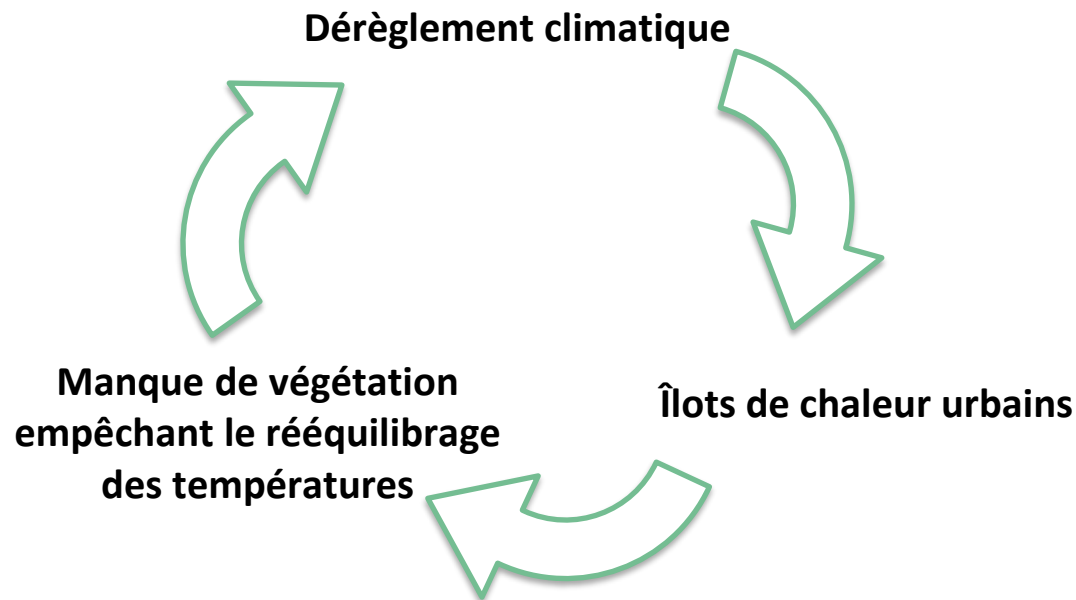 Dérèglement climatique
Îlots de chaleur urbains
Manque de végétation
empêchant le rééquilibrage
des températures